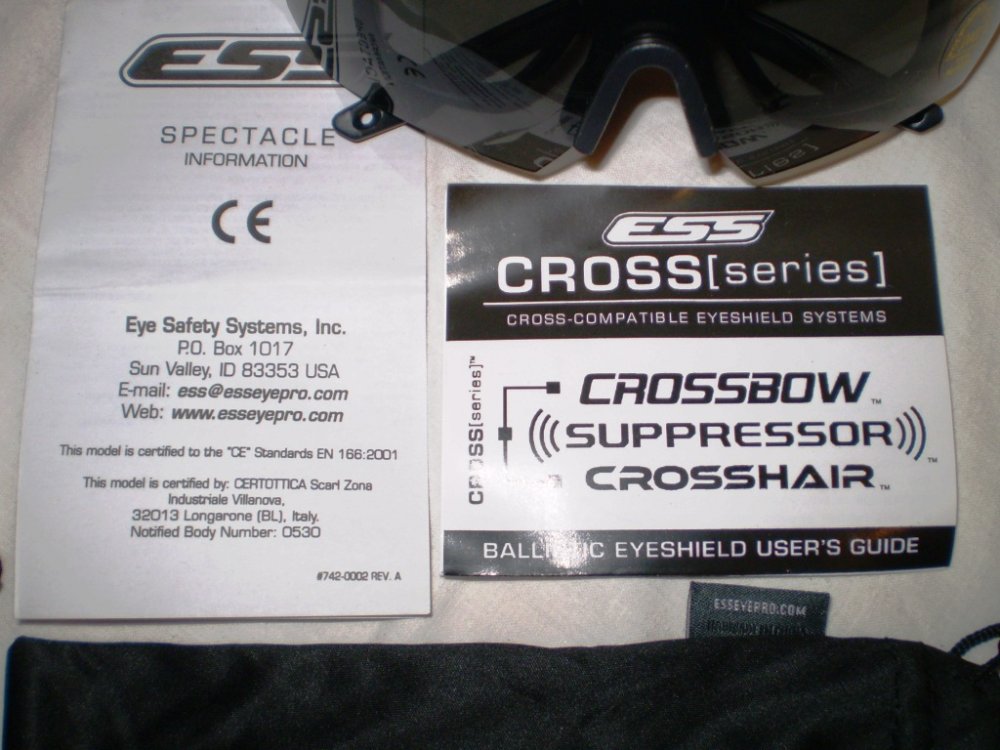 ESS
SPECTACLE
INFORMATION
CE
Eye Safety Systems, Inc.
P.O. Box 1017
Sun Valley, ID 83353 USA
E-mail: ess@esseyepro.com
Web: www.esseyepro.com
This model is certified to the "CE" Standards EN 166:2001
This model is certified by: CERTOTTICA Scarl Zona
Industriale Villanova,
32013 Longarone (BL), Italy.
Notified Body Number: 0530
#742-0002 REV. A
ESS
CROSS[series]
CROSS-COMPATIBLE EYESHIELD SYSTEMS
CROSS[series]™
CROSSBOW™
SUPPRESSOR™
CROSSHAIR™
BALLISTIC EYESHIELD USER'S GUIDE
ESSEYEPRO.COM